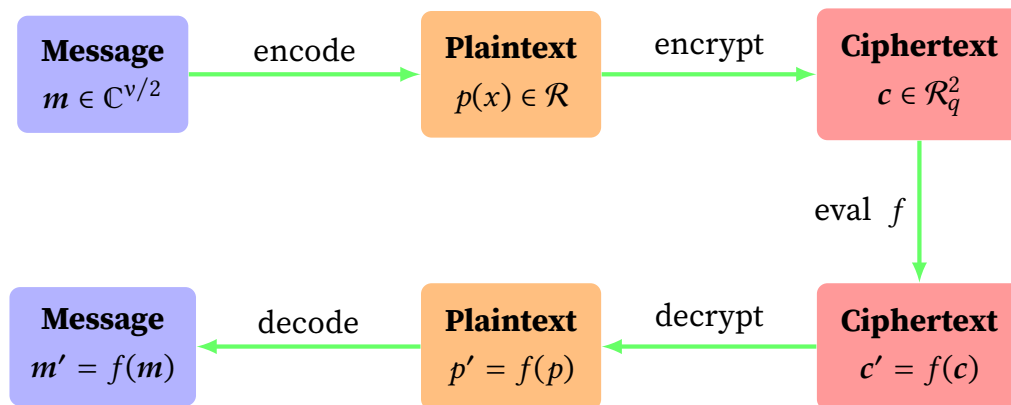 Message
m ∈ ℂ^{ν/2}
encode
Plaintext
p(x) ∈ ℛ
encrypt
Ciphertext
c ∈ ℛ_q^2
eval f
Message
m′ = f(m)
decode
Plaintext
p′ = f(p)
decrypt
Ciphertext
c′ = f(c)